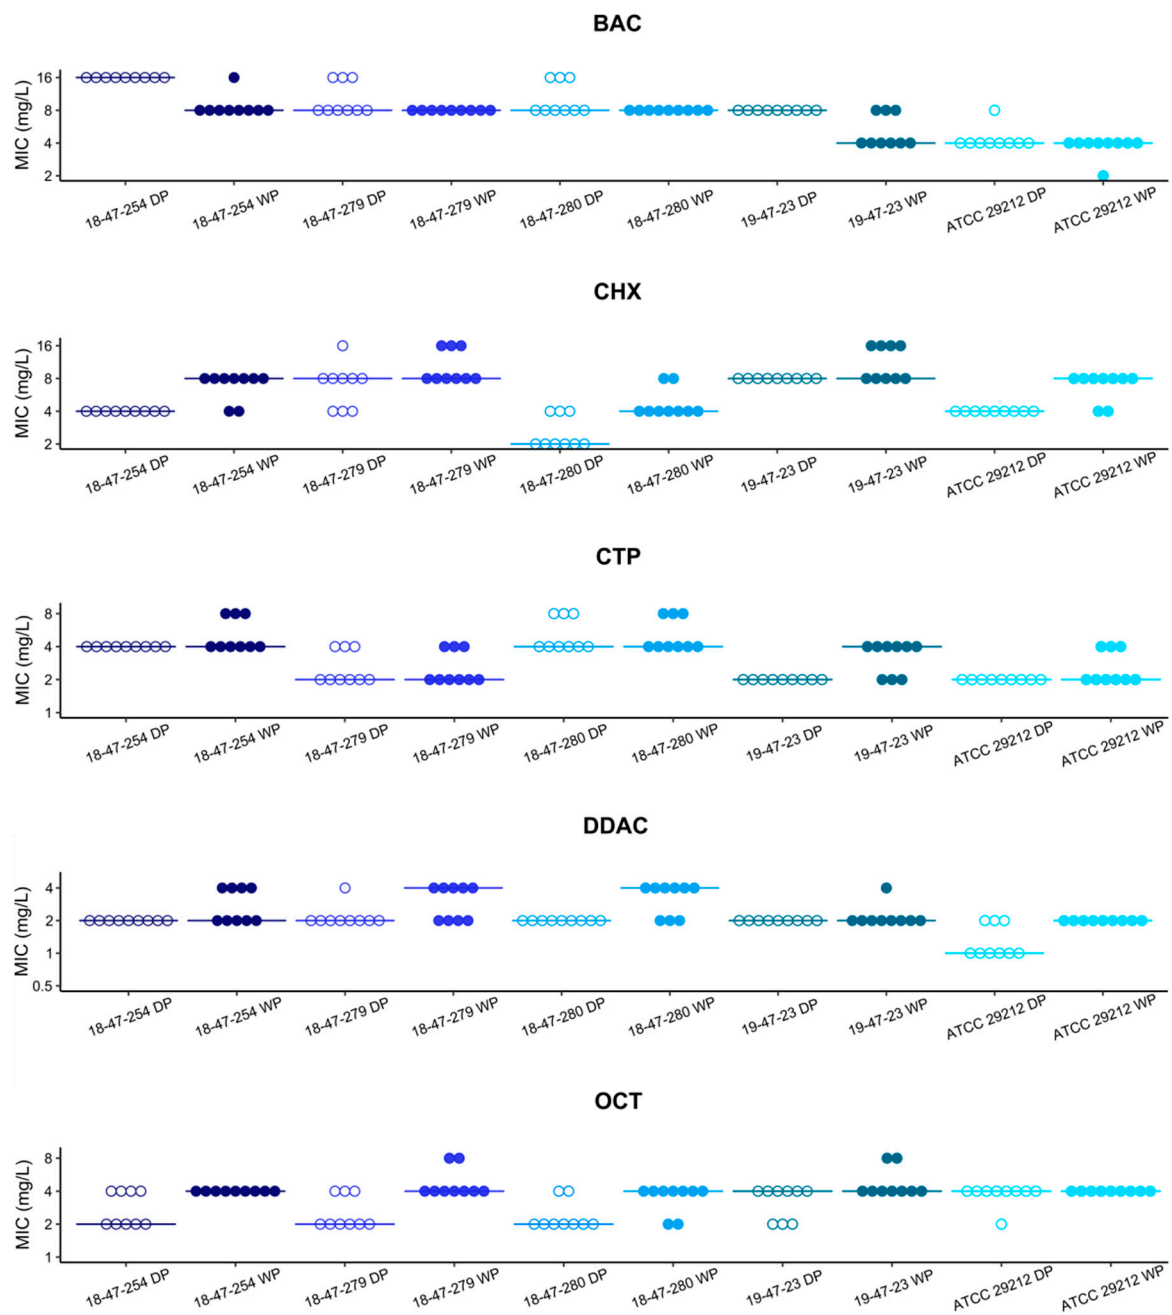 BAC
MIC (mg/L)
16
8
4
2
18-47-254 DP 18-47-254 WP 18-47-279 DP 18-47-279 WP 18-47-280 DP 18-47-280 WP 19-47-23 DP 19-47-23 WP ATCC 29212 DP ATCC 29212 WP
CHX
MIC (mg/L)
16
8
4
2
18-47-254 DP 18-47-254 WP 18-47-279 DP 18-47-279 WP 18-47-280 DP 18-47-280 WP 19-47-23 DP 19-47-23 WP ATCC 29212 DP ATCC 29212 WP
CTP
MIC (mg/L)
8
4
2
1
18-47-254 DP 18-47-254 WP 18-47-279 DP 18-47-279 WP 18-47-280 DP 18-47-280 WP 19-47-23 DP 19-47-23 WP ATCC 29212 DP ATCC 29212 WP
DDAC
MIC (mg/L)
4
2
1
0.5
18-47-254 DP 18-47-254 WP 18-47-279 DP 18-47-279 WP 18-47-280 DP 18-47-280 WP 19-47-23 DP 19-47-23 WP ATCC 29212 DP ATCC 29212 WP
OCT
MIC (mg/L)
8
4
2
1
18-47-254 DP 18-47-254 WP 18-47-279 DP 18-47-279 WP 18-47-280 DP 18-47-280 WP 19-47-23 DP 19-47-23 WP ATCC 29212 DP ATCC 29212 WP